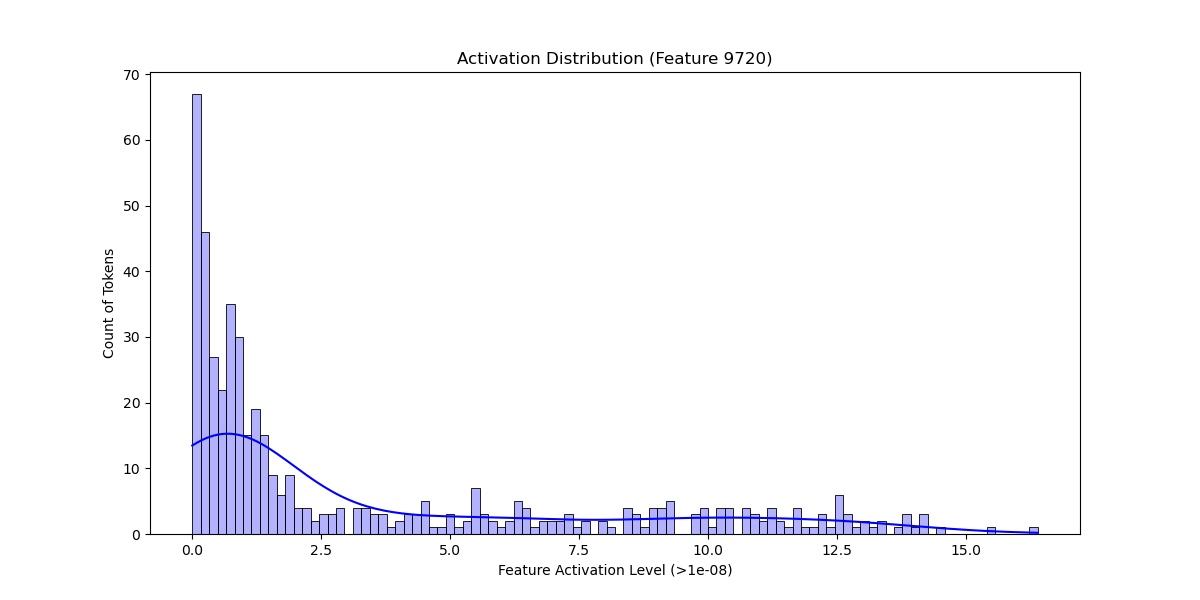 Activation Distribution (Feature 9720)
70
60
50
40
30
20
10
0
Count of Tokens
0.0 2.5 5.0 7.5 10.0 12.5 15.0
Feature Activation Level (>1e-08)